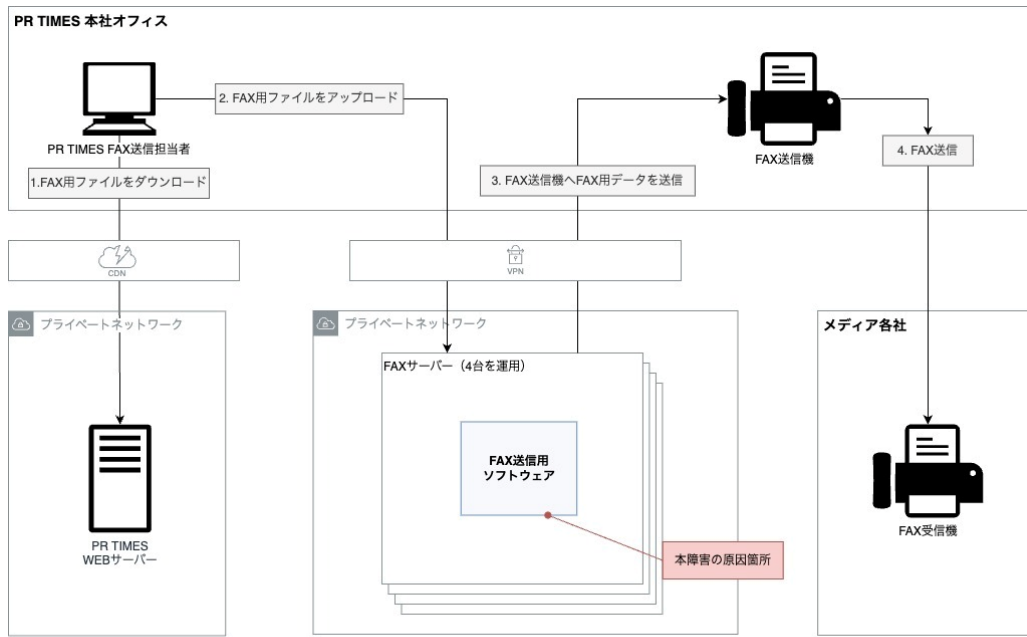 PR TIMES 本社オフィス
PR TIMES FAX送信担当者
1.FAX用ファイルをダウンロード
2. FAX用ファイルをアップロード
3. FAX送信機へFAX用データを送信
FAX送信機
4. FAX送信
CDN
VPN
プライベートネットワーク
PR TIMES
WEBサーバー
プライベートネットワーク
FAXサーバー（4台を運用）
FAX送信用
ソフトウェア
本障害の原因箇所
メディア各社
FAX受信機